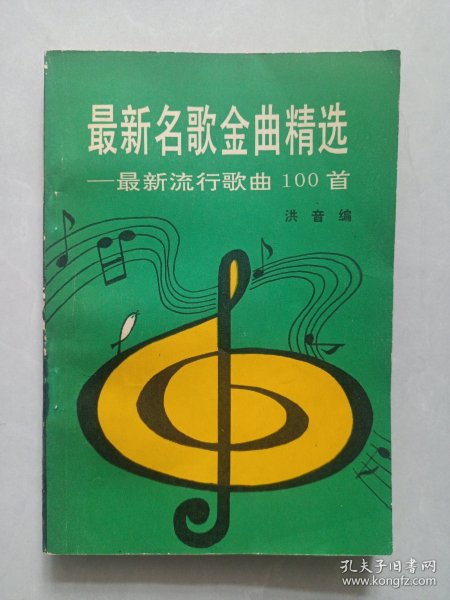 最新名歌金曲精选
—最新流行歌曲 100 首
洪音编
孔夫子旧书网
www.kongfz.com